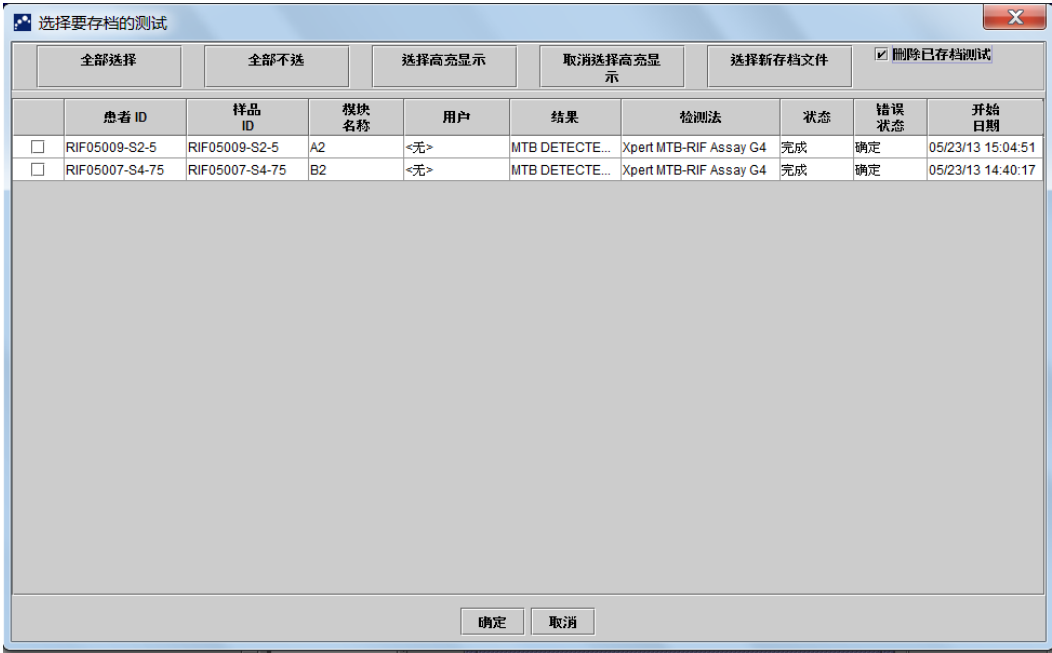 选择要存档的测试
全部选择
全部不选
选择高亮显示
取消选择高亮显
示
选择新存档文件
删除已存档测试
患者 ID
样品
ID
模块
名称
用户
结果
检测法
状态
错误
状态
开始
日期
RIF05009-S2-5 RIF05009-S2-5 A2 <无> MTB DETECTE... Xpert MTB-RIF Assay G4 完成 确定 05/23/13 15:04:51
RIF05007-S4-75 RIF05007-S4-75 B2 <无> MTB DETECTE... Xpert MTB-RIF Assay G4 完成 确定 05/23/13 14:40:17
确定
取消